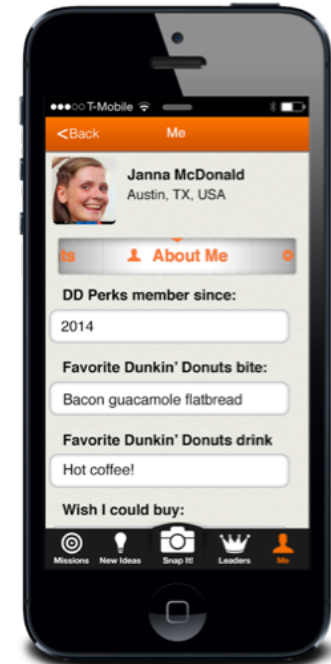 T-Mobile
<Back Me
Janna McDonald
Austin, TX, USA
ts About Me
DD Perks member since:
2014
Favorite Dunkin' Donuts bite:
Bacon guacamole flatbread
Favorite Dunkin' Donuts drink
Hot coffee!
Wish I could buy:
Missions New Ideas Snap It! Leaders Me